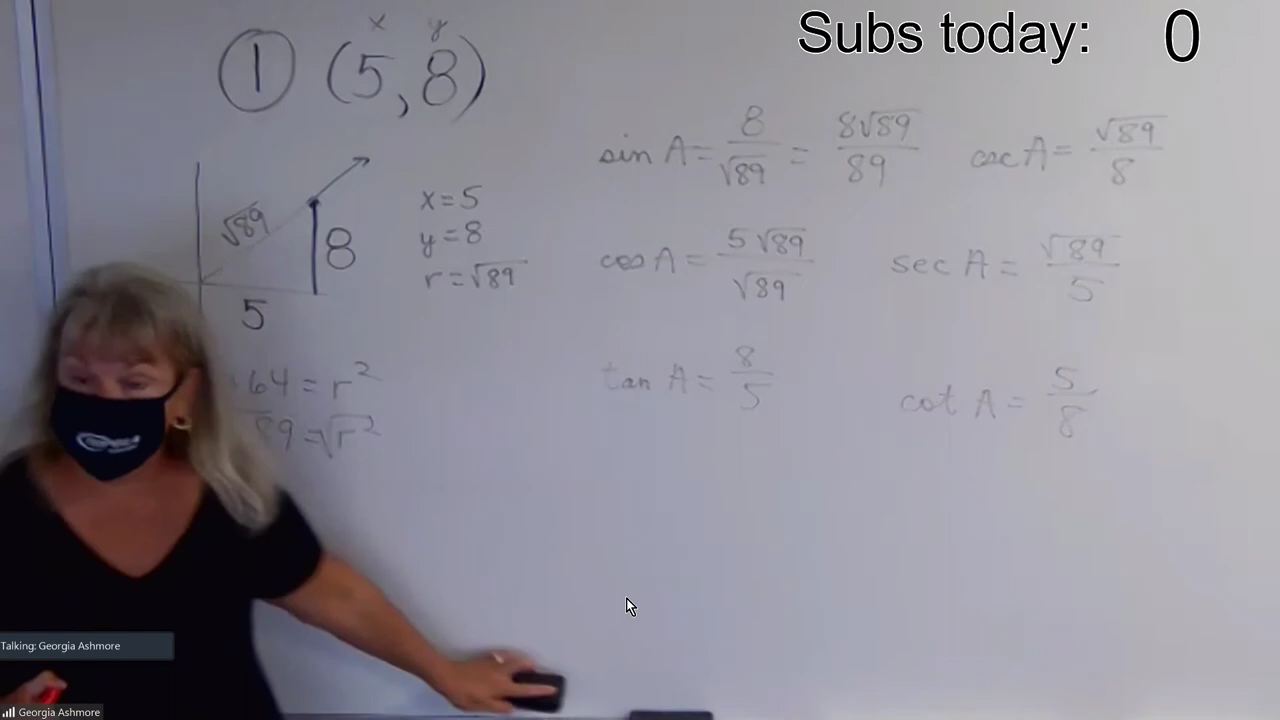 Subs today: 0
x y
① (5,8)
sin A = 8/√89 = 8√89/89
csc A = √89/8
√89
8
5
x = 5
y = 8
r = √89
cos A = 5√89/√89
sec A = √89/5
64 = r²
89 = √r²
tan A = 8/5
cot A = 5/8
Talking: Georgia Ashmore
Georgia Ashmore